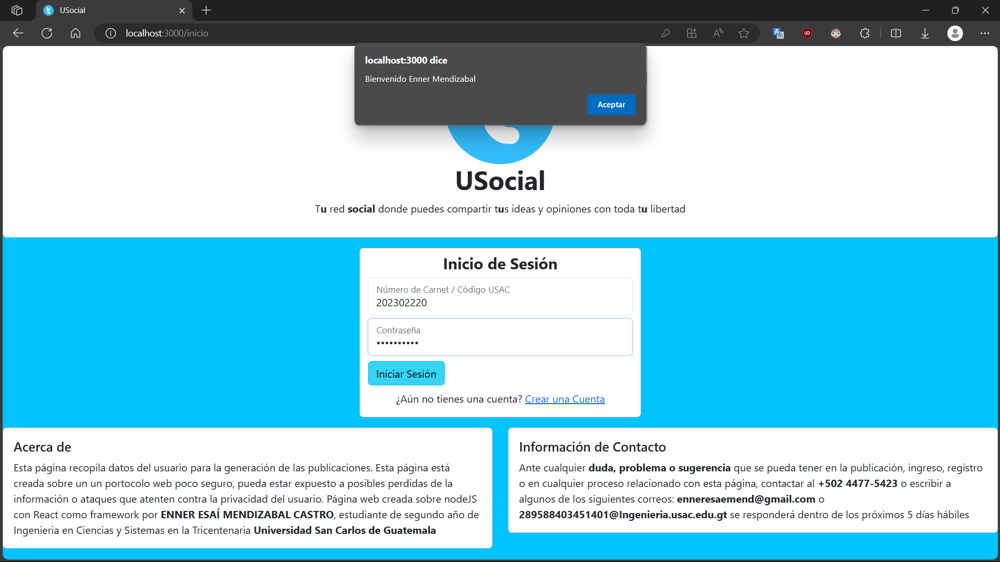 USocial
localhost:3000/inicio
localhost:3000 dice
Bienvenido Enner Mendizabal
Aceptar
USocial
Tu red social donde puedes compartir tus ideas y opiniones con toda tu libertad
Inicio de Sesión
Número de Carnet / Código USAC
202302220
Contraseña
••••••••••
Iniciar Sesión
¿Aún no tienes una cuenta? Crear una Cuenta
Acerca de
Esta página recopila datos del usuario para la generación de las publicaciones. Esta página está
creada sobre un un portocolo web poco seguro, pueda estar expuesto a posibles perdidas de la
información o ataques que atenten contra la privacidad del usuario. Página web creada sobre nodeJS
con React como framework por ENNER ESAÍ MENDIZABAL CASTRO, estudiante de segundo año de
Ingenieria en Ciencias y Sistemas en la Tricentenaria Universidad San Carlos de Guatemala
Información de Contacto
Ante cualquier duda, problema o sugerencia que se pueda tener en la publicación, ingreso, registro
o en cualquier proceso relacionado con esta página, contactar al +502 4477-5423 o escribir a
algunos de los siguientes correos: enneresaemend@gmail.com o
289588403451401@Ingenieria.usac.edu.gt se responderá dentro de los próximos 5 días hábiles